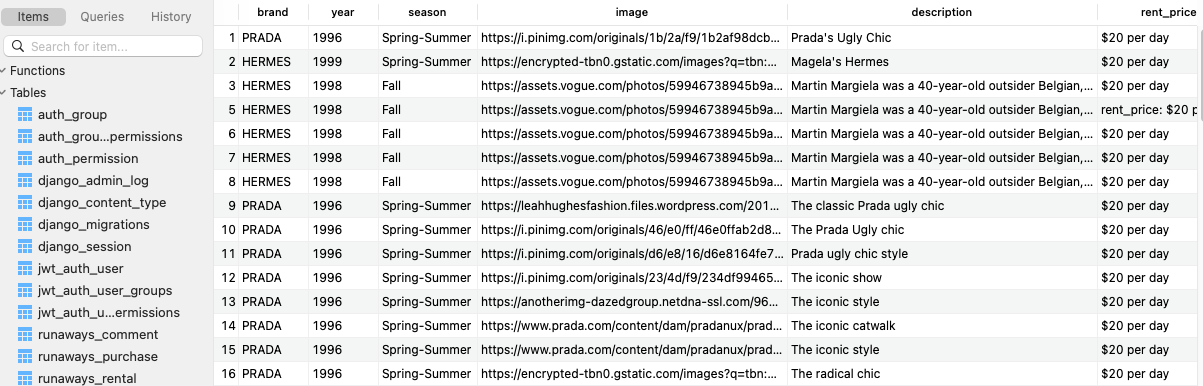 Items Queries History
Search for item...
Functions
Tables
auth_group
auth_grou...permissions
auth_permission
django_admin_log
django_content_type
django_migrations
django_session
jwt_auth_user
jwt_auth_user_groups
jwt_auth_u...ermissions
runaways_comment
runaways_purchase
runaways_rental
brand year season image description rent_price
1 PRADA 1996 Spring-Summer https://i.pinimg.com/originals/1b/2a/f9/1b2af98dcb... Prada's Ugly Chic $20 per day
2 HERMES 1999 Spring-Summer https://encrypted-tbn0.gstatic.com/images?q=tbn:... Magela's Hermes $20 per day
3 HERMES 1998 Fall https://assets.vogue.com/photos/59946738945b9a... Martin Margiela was a 40-year-old outsider Belgian,... $20 per day
5 HERMES 1998 Fall https://assets.vogue.com/photos/59946738945b9a... Martin Margiela was a 40-year-old outsider Belgian,... rent_price: $20 p
6 HERMES 1998 Fall https://assets.vogue.com/photos/59946738945b9a... Martin Margiela was a 40-year-old outsider Belgian,... $20 per day
7 HERMES 1998 Fall https://assets.vogue.com/photos/59946738945b9a... Martin Margiela was a 40-year-old outsider Belgian,... $20 per day
8 HERMES 1998 Fall https://assets.vogue.com/photos/59946738945b9a... Martin Margiela was a 40-year-old outsider Belgian,... $20 per day
9 PRADA 1996 Spring-Summer https://leahhughesfashion.files.wordpress.com/201... The classic Prada ugly chic $20 per day
10 PRADA 1996 Spring-Summer https://i.pinimg.com/originals/46/e0/ff/46e0ffab2d8... The Prada Ugly chic $20 per day
11 PRADA 1996 Spring-Summer https://i.pinimg.com/originals/d6/e8/16/d6e8164fe7... Prada ugly chic style $20 per day
12 PRADA 1996 Spring-Summer https://i.pinimg.com/originals/23/4d/f9/234df99465... The iconic show $20 per day
13 PRADA 1996 Spring-Summer https://anotherimg-dazedgroup.netdna-ssl.com/96... The iconic style $20 per day
14 PRADA 1996 Spring-Summer https://www.prada.com/content/dam/pradanux/prad... The iconic catwalk $20 per day
15 PRADA 1996 Spring-Summer https://www.prada.com/content/dam/pradanux/prad... The iconic style $20 per day
16 PRADA 1996 Spring-Summer https://encrypted-tbn0.gstatic.com/images?q=tbn:... The radical chic $20 per day